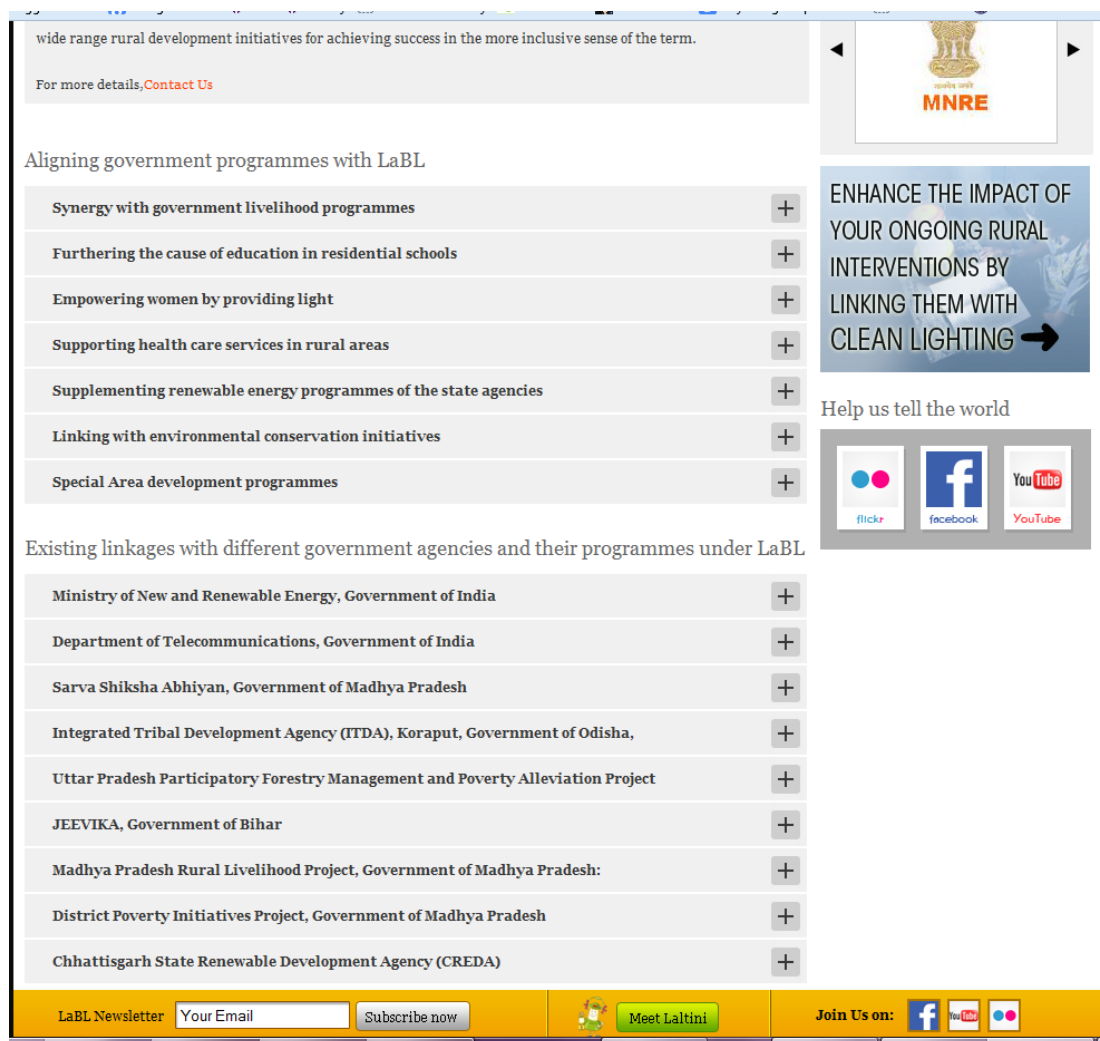 wide range rural development initiatives for achieving success in the more inclusive sense of the term.
For more details,Contact Us
Aligning government programmes with LaBL
Synergy with government livelihood programmes
Furthering the cause of education in residential schools
Empowering women by providing light
Supporting health care services in rural areas
Supplementing renewable energy programmes of the state agencies
Linking with environmental conservation initiatives
Special Area development programmes
Existing linkages with different government agencies and their programmes under LaBL
Ministry of New and Renewable Energy, Government of India
Department of Telecommunications, Government of India
Sarva Shiksha Abhiyan, Government of Madhya Pradesh
Integrated Tribal Development Agency (ITDA), Koraput, Government of Odisha,
Uttar Pradesh Participatory Forestry Management and Poverty Alleviation Project
JEEVIKA, Government of Bihar
Madhya Pradesh Rural Livelihood Project, Government of Madhya Pradesh:
District Poverty Initiatives Project, Government of Madhya Pradesh
Chhattisgarh State Renewable Development Agency (CREDA)
सत्यमेव जयते
MNRE
ENHANCE THE IMPACT OF
YOUR ONGOING RURAL
INTERVENTIONS BY
LINKING THEM WITH
CLEAN LIGHTING
Help us tell the world
You Tube
flickr facebook YouTube
LaBL Newsletter Your Email Subscribe now Meet Laltini Join Us on: You Tube